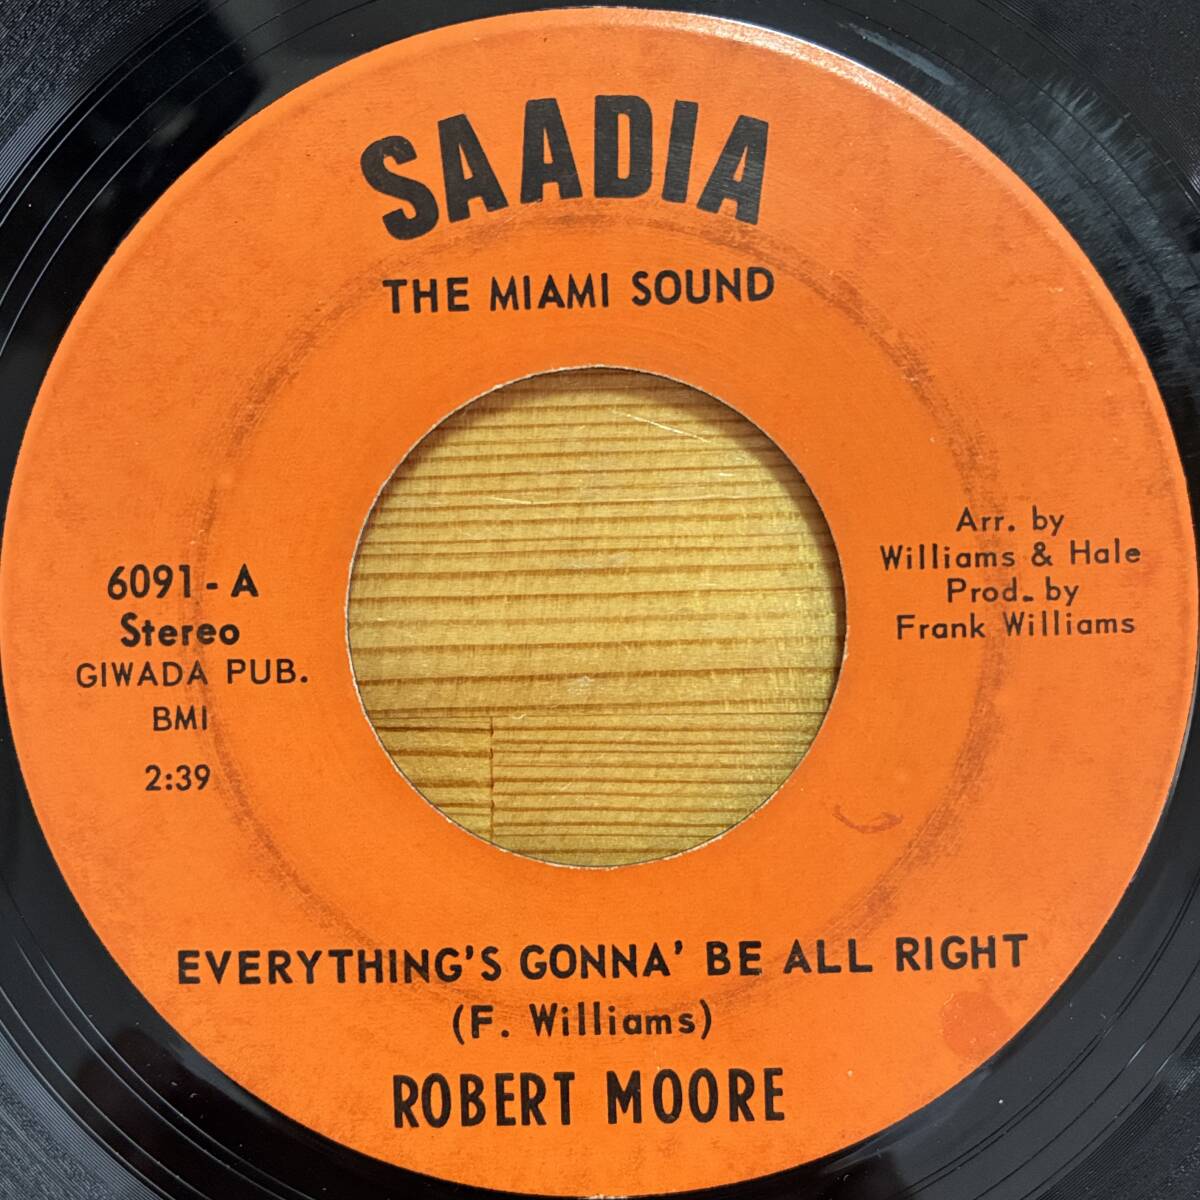 SAADIA
THE MIAMI SOUND
6091 - A
Stereo
GIWADA PUB.
BMI
2:39
Arr. by
Williams & Hale
Prod. by
Frank Williams
EVERYTHING'S GONNA' BE ALL RIGHT
(F. Williams)
ROBERT MOORE